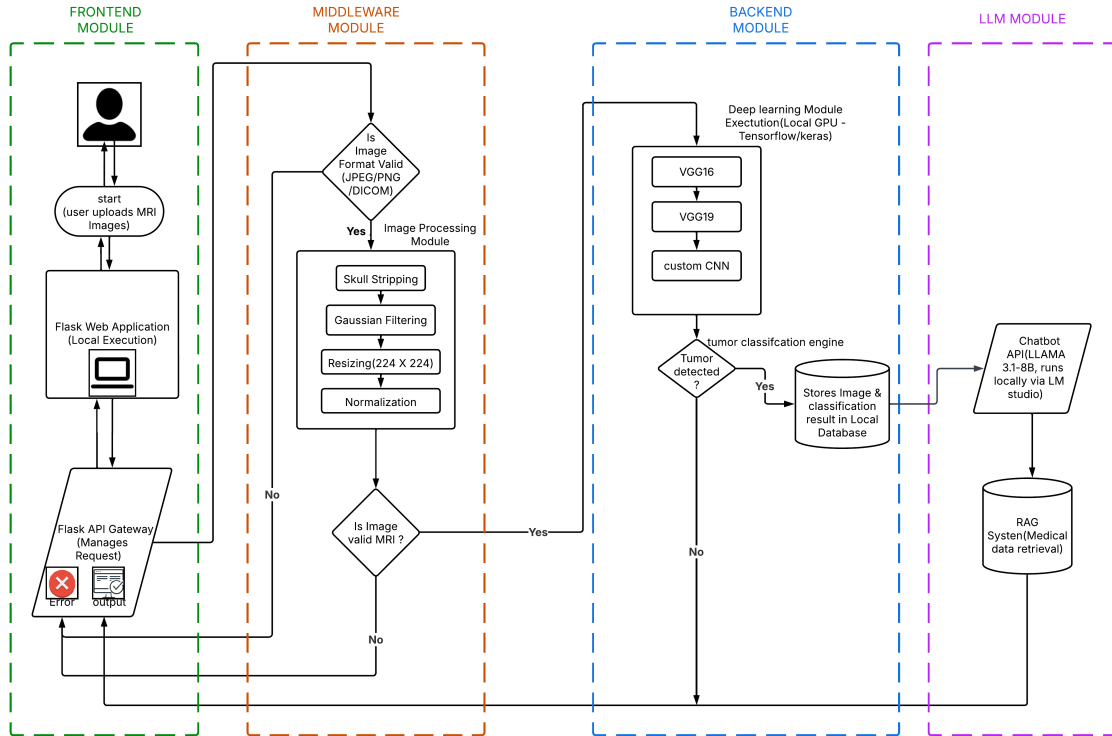 FRONTEND
MODULE
MIDDLEWARE
MODULE
BACKEND
MODULE
LLM MODULE
start
(user uploads MRI
Images)
Flask Web Application
(Local Execution)
Flask API Gateway
(Manages
Request)
Error
output
Is
Image
Format Valid
(JPEG/PNG
/DICOM)
Yes
Image Processing
Module
Skull Stripping
Gaussian Filtering
Resizing(224 X 224)
Normalization
No
Is Image
valid MRI ?
Yes
No
Deep learning Module
Exectution(Local GPU -
Tensorflow/keras)
VGG16
VGG19
custom CNN
tumor classifcation engine
Tumor
detected
?
Yes
No
Stores Image &
classification
result in Local
Database
Chatbot
API(LLAMA
3.1-8B, runs
locally via LM
studio)
RAG
Systen(Medical
data retrieval)